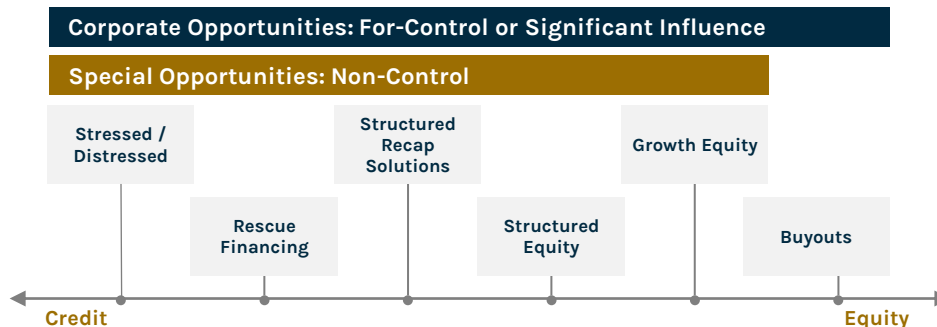 Corporate Opportunities: For-Control or Significant Influence
Special Opportunities: Non-Control
Stressed /
Distressed
Rescue
Financing
Structured
Recap
Solutions
Structured
Equity
Growth Equity
Buyouts
Credit
Equity